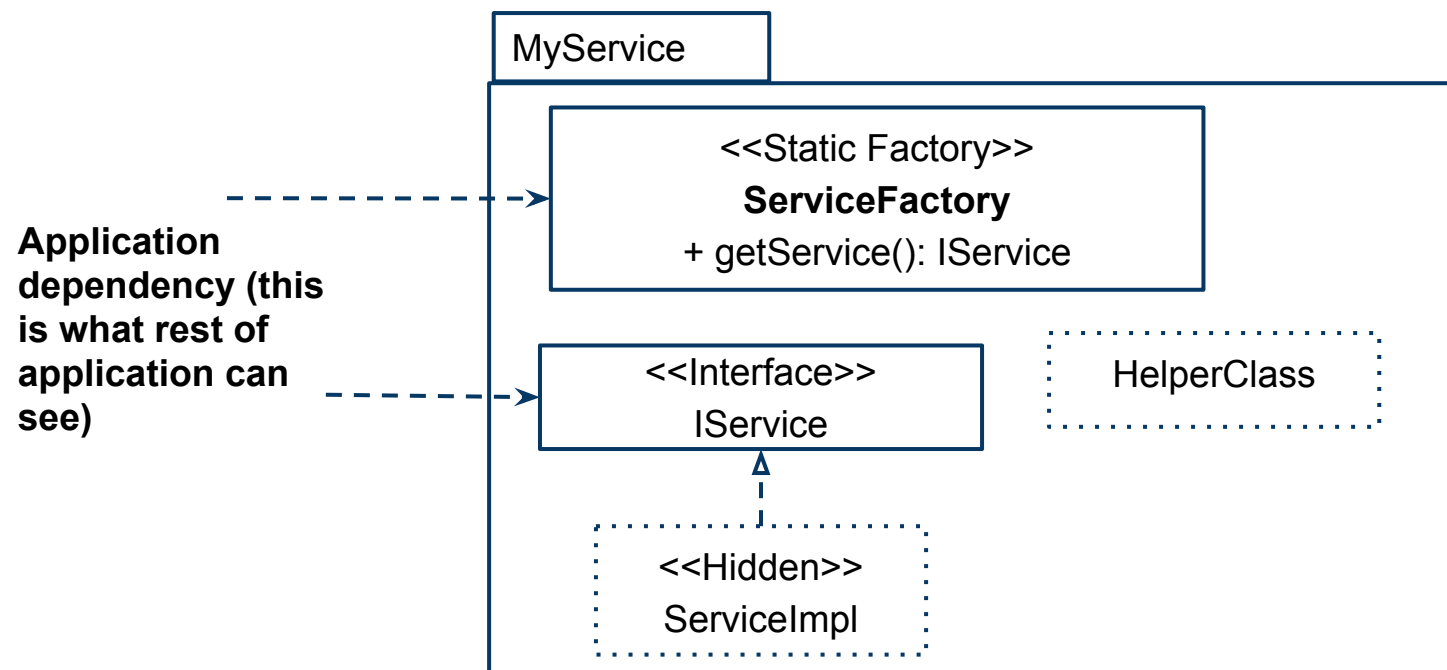 MyService
<<Static Factory>>
ServiceFactory
+ getService(): IService
Application
dependency (this
is what rest of
application can
see)
<<Interface>>
IService
HelperClass
<<Hidden>>
ServiceImpl